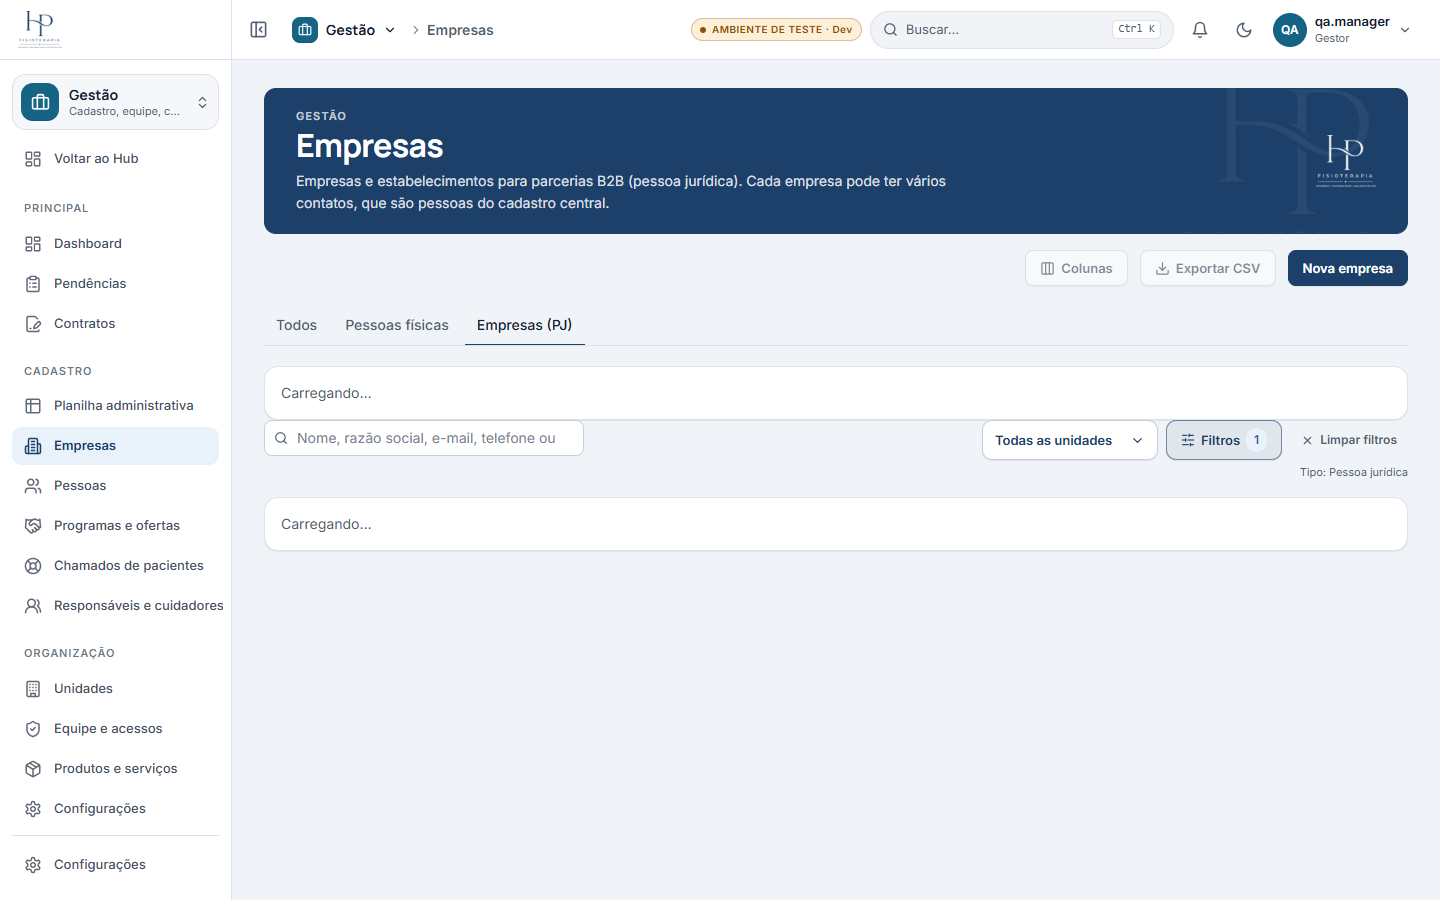 HP
FISIOTERAPIA
Gestão
Empresas
AMBIENTE DE TESTE · Dev
Buscar...
Ctrl K
QA
qa.manager
Gestor
Gestão
Cadastro, equipe, c...
Voltar ao Hub
PRINCIPAL
Dashboard
Pendências
Contratos
CADASTRO
Planilha administrativa
Empresas
Pessoas
Programas e ofertas
Chamados de pacientes
Responsáveis e cuidadores
ORGANIZAÇÃO
Unidades
Equipe e acessos
Produtos e serviços
Configurações
Configurações
GESTÃO
Empresas
Empresas e estabelecimentos para parcerias B2B (pessoa jurídica). Cada empresa pode ter vários
contatos, que são pessoas do cadastro central.
HP
FISIOTERAPIA
Colunas
Exportar CSV
Nova empresa
Todos
Pessoas físicas
Empresas (PJ)
Carregando...
Nome, razão social, e-mail, telefone ou
Todas as unidades
Filtros 1
Limpar filtros
Tipo: Pessoa jurídica
Carregando...